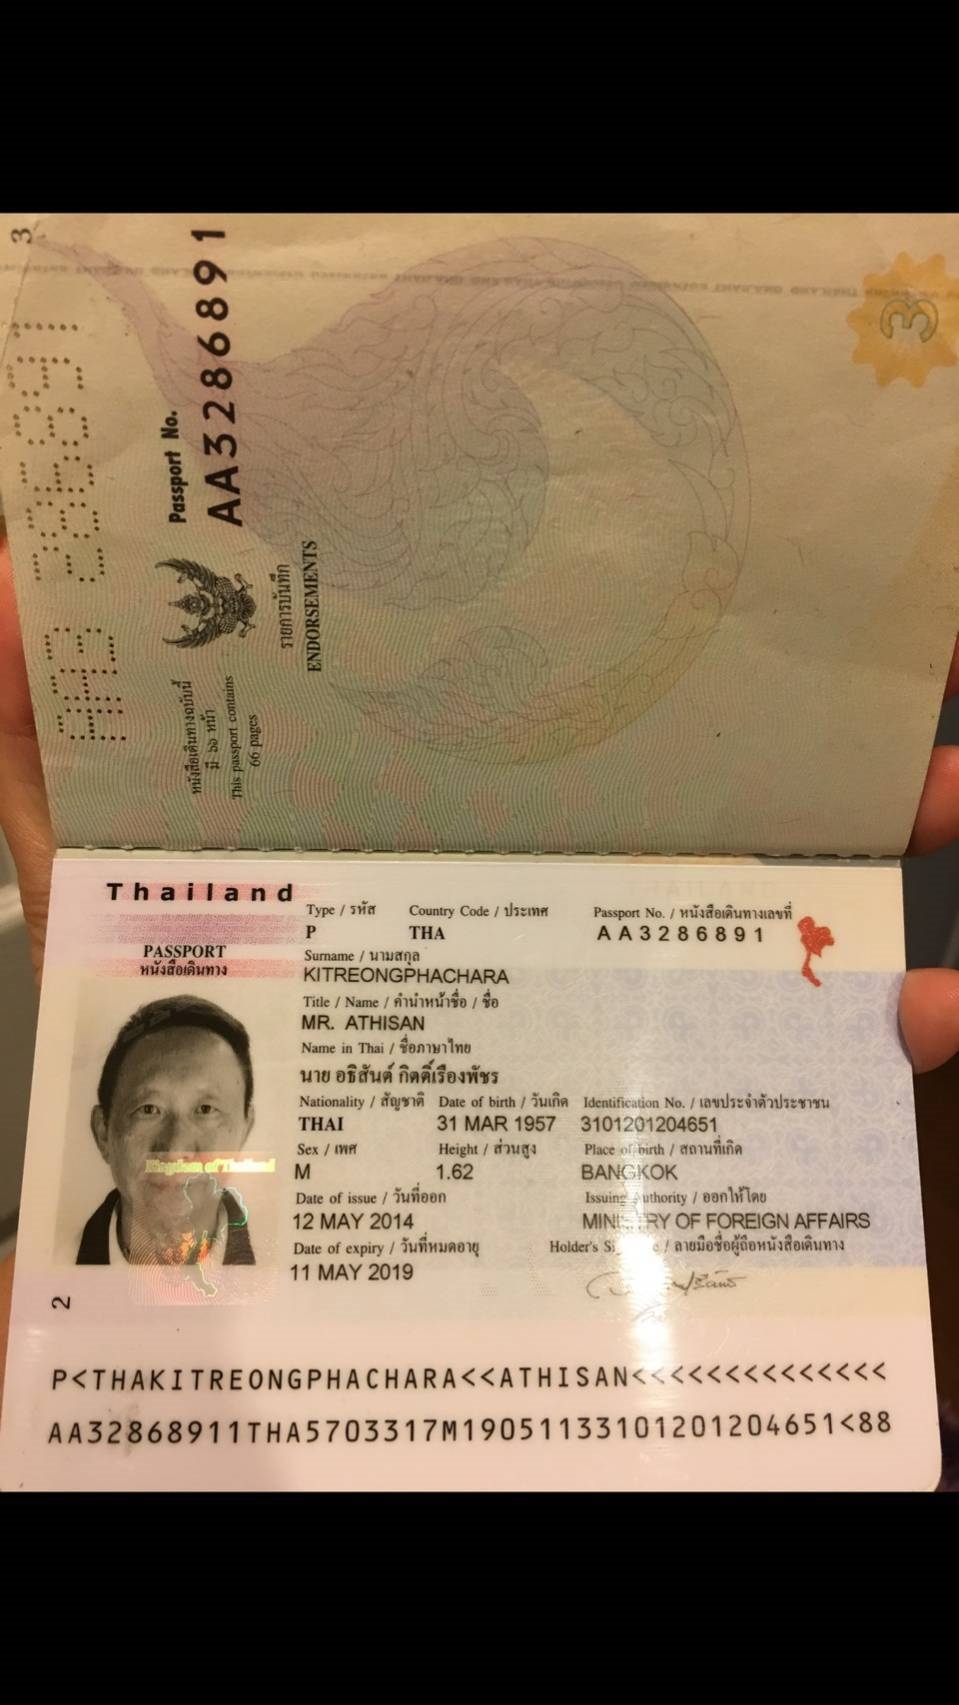 3
AA3286891
Passport No.
AA3286891
3
หนังสือเดินทางฉบับนี้
มี ๖๖ หน้า
This passport contains
66 pages
รายการบันทึก
ENDORSEMENTS
Thailand
PASSPORT
หนังสือเดินทาง
Type / รหัส Country Code / ประเทศ Passport No. / หนังสือเดินทางเลขที่
P THA AA3286891
Surname / นามสกุล
KITREONGPHACHARA
Title / Name / คำนำหน้าชื่อ / ชื่อ
MR. ATHISAN
Name in Thai / ชื่อภาษาไทย
นาย อธิสันต์ กิตติ์เรืองพัชร
Nationality / สัญชาติ Date of birth / วันเกิด Identification No. / เลขประจำตัวประชาชน
THAI 31 MAR 1957 3101201204651
Sex / เพศ Height / ส่วนสูง Place of birth / สถานที่เกิด
M 1.62 BANGKOK
Date of issue / วันที่ออก Issuing Authority / ออกให้โดย
12 MAY 2014 MINISTRY OF FOREIGN AFFAIRS
Date of expiry / วันที่หมดอายุ Holder's / ลายมือชื่อผู้ถือหนังสือเดินทาง
11 MAY 2019
Kingdom of Thailand
2
P<THAKITREONGPHACHARA<<ATHISAN<<<<<<<<<<<<<<
AA32868911THA5703317M19051133101201204651<88